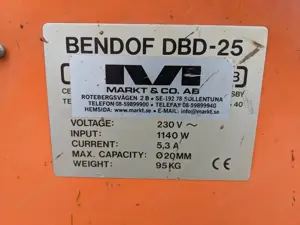 BENDOF DBD-25
MARKT & CO. AB
ROTEBERGSVÄGEN 2 B • SE-192 78 SOLLENTUNA
TELEFON 08-59899900 • TELEFAX 08-59899940
HEMSIDA: www.markt.se • E-MAIL: info@markt.se
VOLTAGE: 230 V ~
INPUT: 1140 W
CURRENT: 5,3 A
MAX. CAPACITY: Ø20MM
WEIGHT: 95 KG
CE